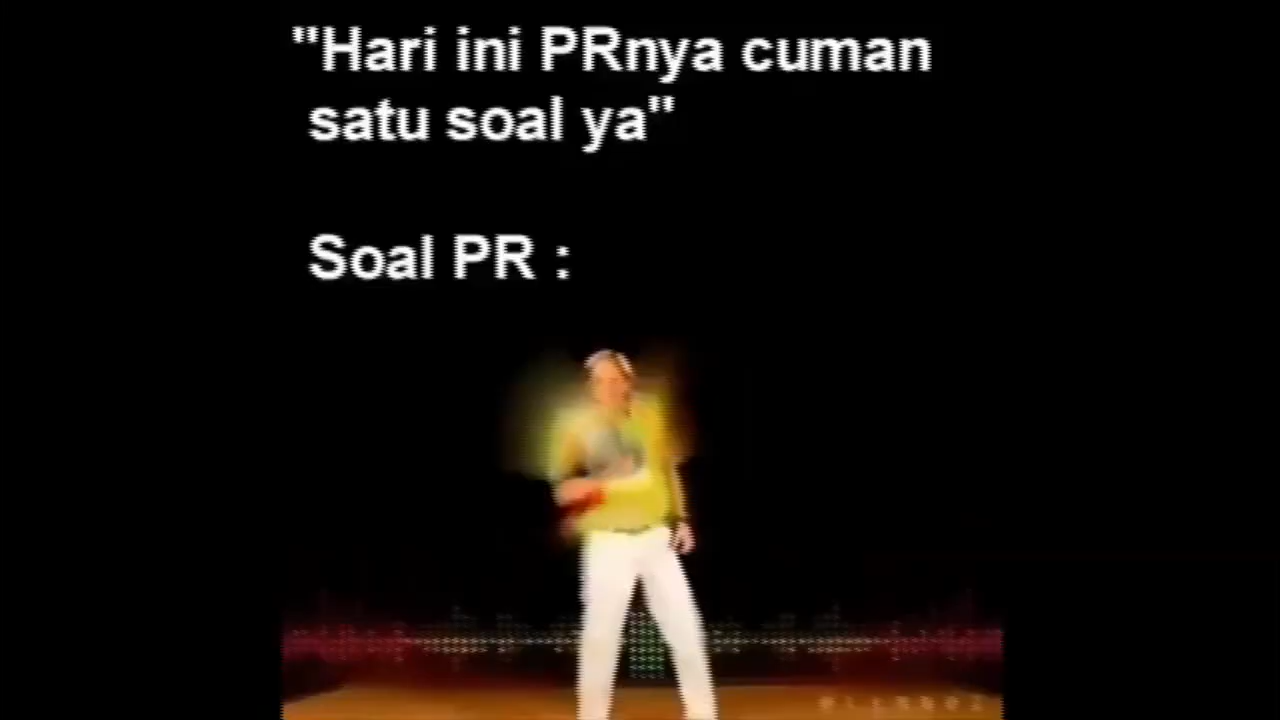 "Hari ini PRnya cuman
satu soal ya"
Soal PR :